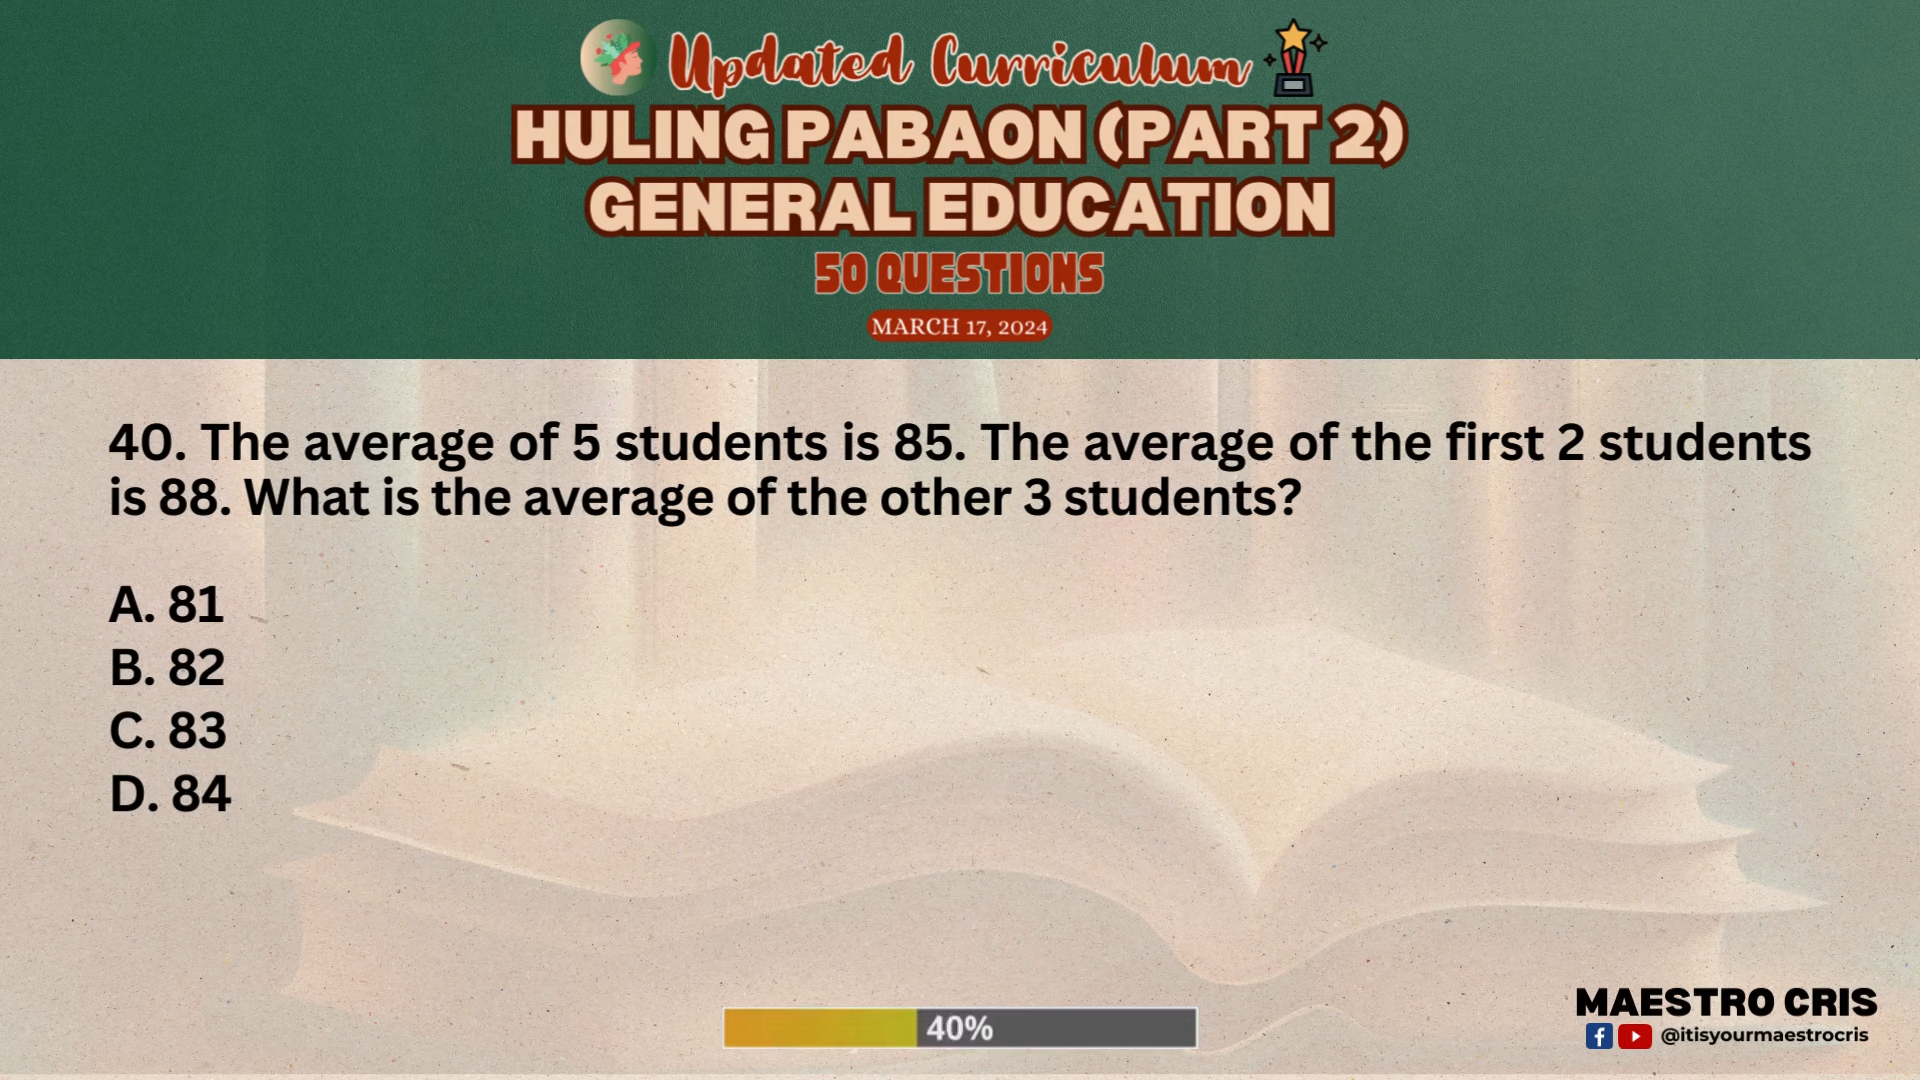 Updated Curriculum
HULING PABAON (PART 2)
GENERAL EDUCATION
50 QUESTIONS
MARCH 17, 2024
40. The average of 5 students is 85. The average of the first 2 students
is 88. What is the average of the other 3 students?
A. 81
B. 82
C. 83
D. 84
40%
MAESTRO CRIS
@itisyourmaestrocris